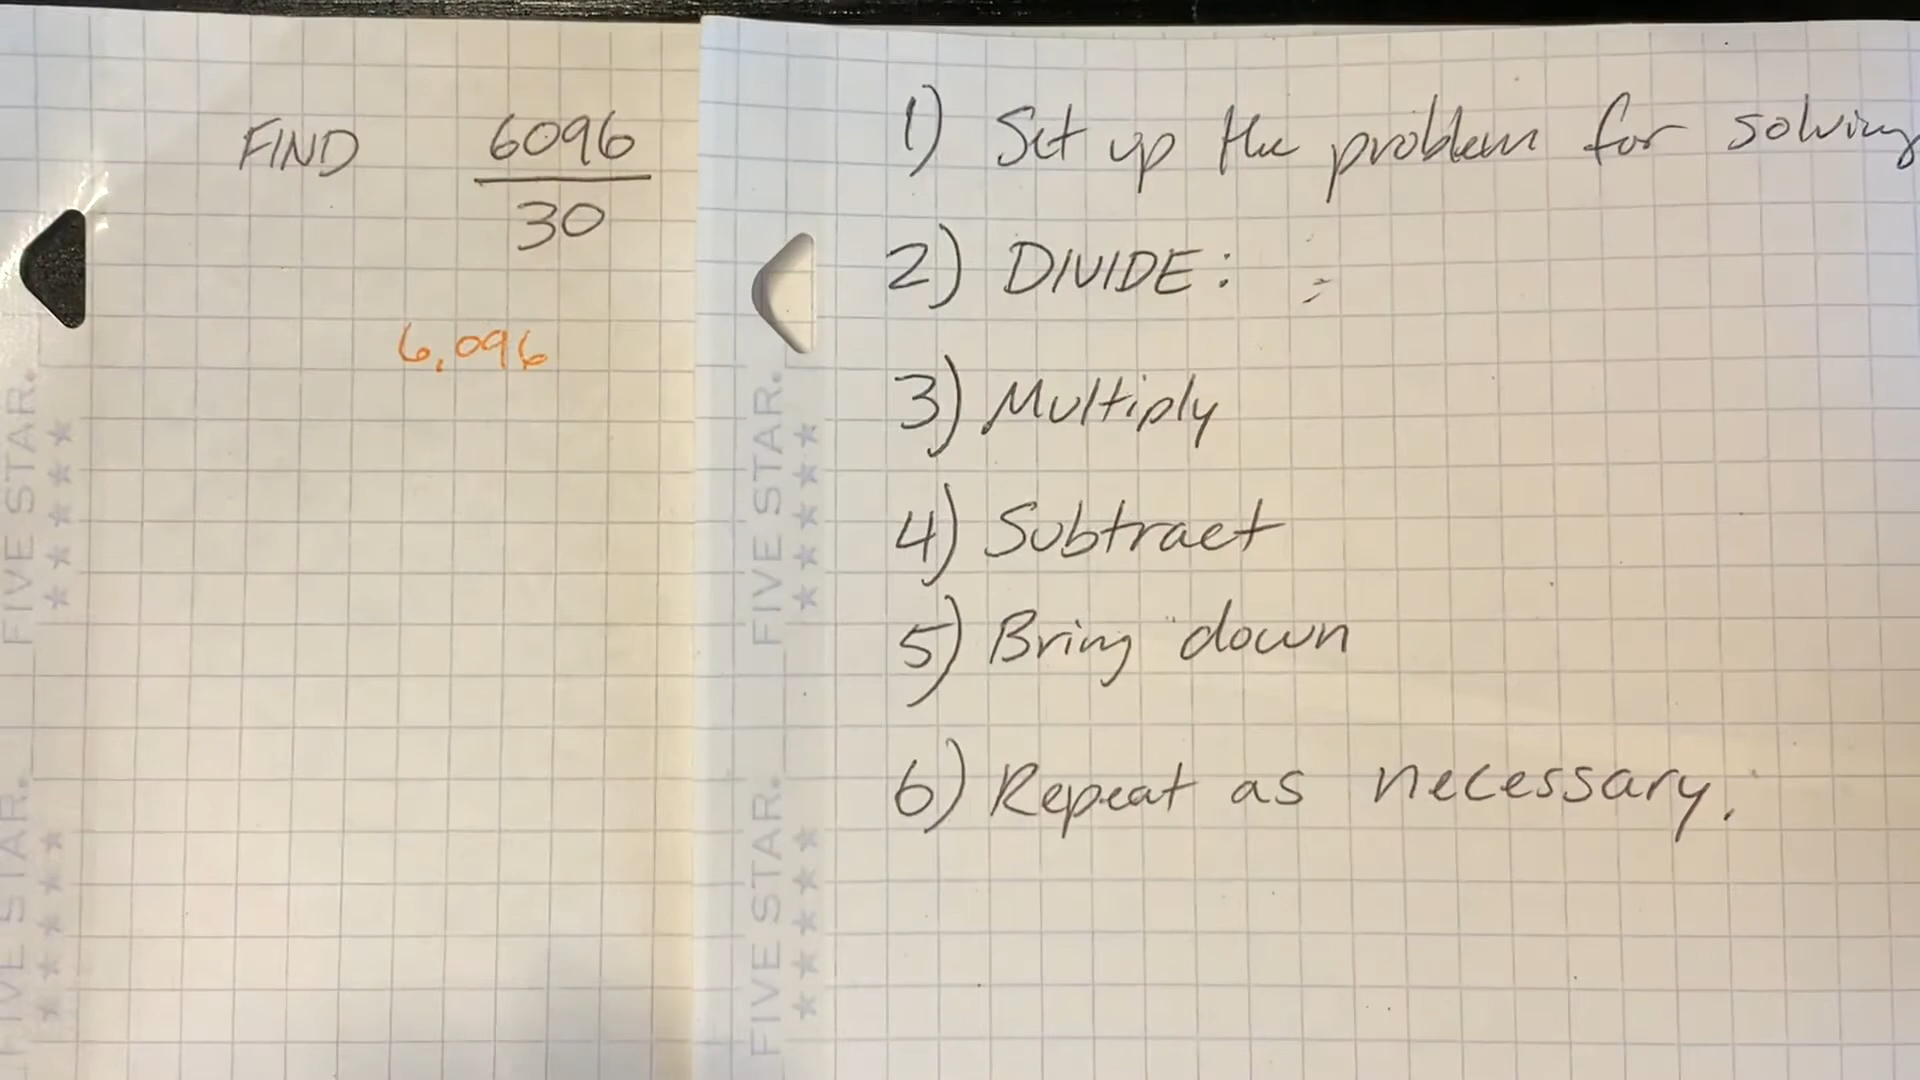 FIND 6096
30
6,096
1) Set up the problem for solving
2) DIVIDE: :
3) Multiply
4) Subtract
5) Bring down
6) Repeat as necessary.
FIVE STAR.
FIVE STAR.
FIVE STAR.
FIVE STAR.